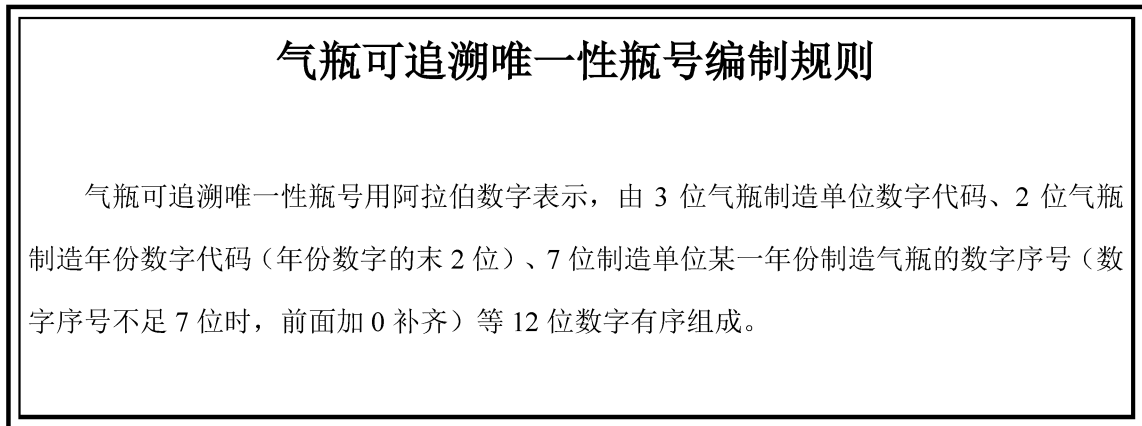 气瓶可追溯唯一性瓶号编制规则
气瓶可追溯唯一性瓶号用阿拉伯数字表示，由 3 位气瓶制造单位数字代码、2 位气瓶
制造年份数字代码（年份数字的末 2 位）、7 位制造单位某一年份制造气瓶的数字序号（数
字序号不足 7 位时，前面加 0 补齐）等 12 位数字有序组成。